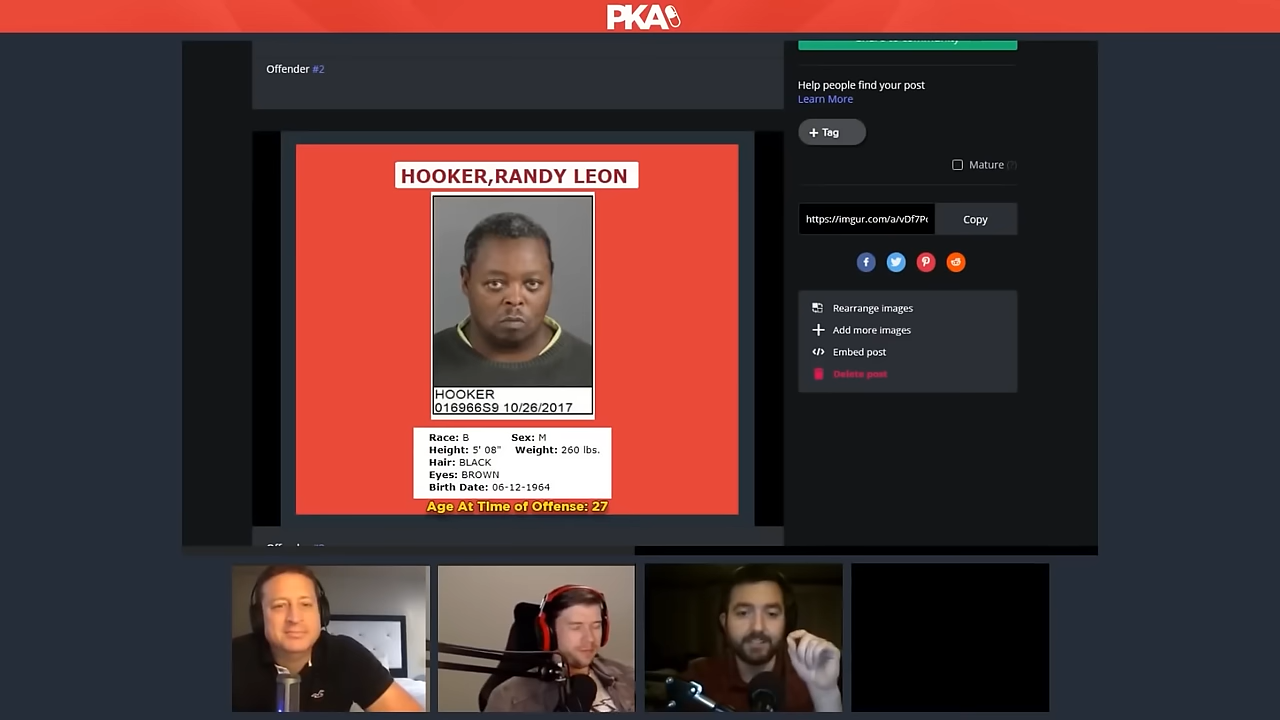 PKA
Offender #2
HOOKER,RANDY LEON
HOOKER
016966S9 10/26/2017
Race: B Sex: M
Height: 5' 08" Weight: 260 lbs.
Hair: BLACK
Eyes: BROWN
Birth Date: 06-12-1964
Age At Time of Offense: 27
Help people find your post
Learn More
+ Tag
Mature (?)
https://imgur.com/a/vDf7P
Copy
Rearrange images
Add more images
Embed post
Delete post